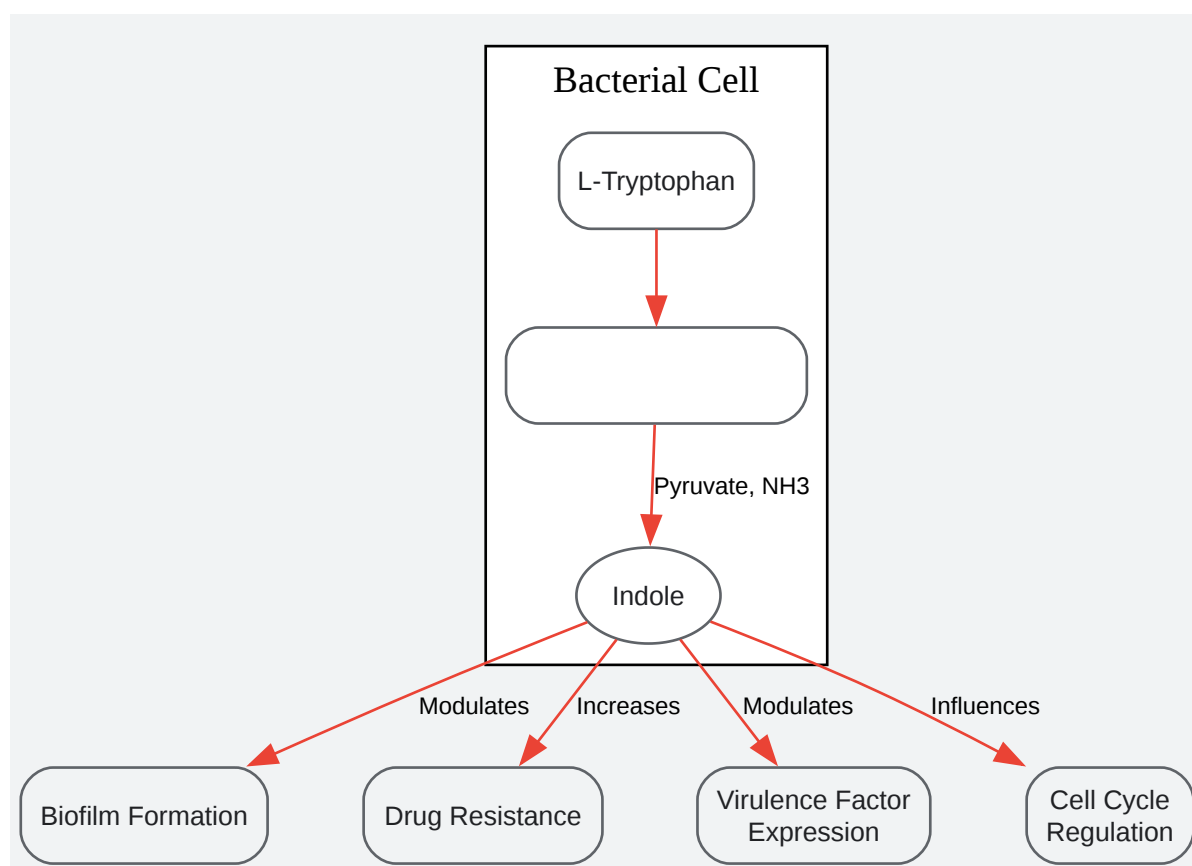 Bacterial Cell
L-Tryptophan
Pyruvate, NH3
Indole
Modulates
Increases
Modulates
Influences
Biofilm Formation
Drug Resistance
Virulence Factor
Expression
Cell Cycle
Regulation